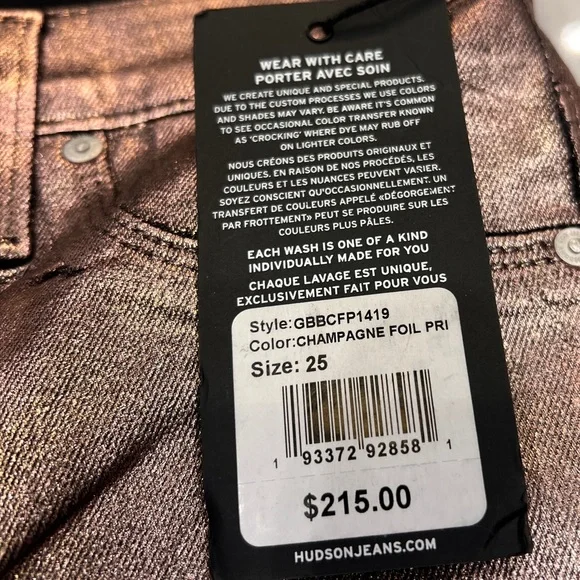 WEAR WITH CARE
PORTER AVEC SOIN
WE CREATE UNIQUE AND SPECIAL PRODUCTS.
DUE TO THE CUSTOM PROCESSES WE USE COLORS
AND SHADES MAY VARY. BE AWARE IT'S COMMON
TO SEE OCCASIONAL COLOR TRANSFER KNOWN
AS 'CROCKING' WHERE DYE MAY RUB OFF
ON LIGHTER COLORS.
NOUS CRÉONS DES PRODUITS ORIGINAUX ET
UNIQUES. EN RAISON DE NOS PROCÉDÉS, LES
COULEURS ET LES NUANCES PEUVENT VARIER.
SOYEZ CONSCIENT QU'OCCASIONNELLEMENT, UN
TRANSFERT DE COULEURS APPELÉ «DÉGORGEMENT
PAR FROTTEMENT» PEUT SE PRODUIRE SUR LES
COULEURS PLUS PÂLES.
EACH WASH IS ONE OF A KIND
INDIVIDUALLY MADE FOR YOU
CHAQUE LAVAGE EST UNIQUE,
EXCLUSIVEMENT FAIT POUR VOUS
Style:GBBCFP1419
Color:CHAMPAGNE FOIL PRI
Size: 25
1 93372 92858 1
$215.00
HUDSONJEANS.COM